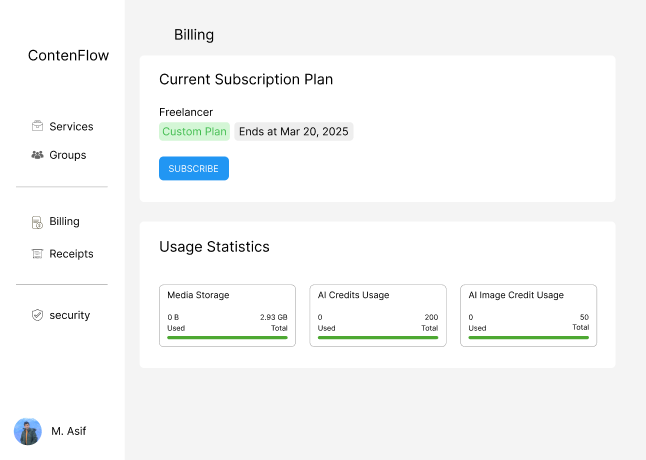 ContenFlow
Services
Groups
Billing
Receipts
security
M. Asif
Billing
Current Subscription Plan
Freelancer
Custom Plan Ends at Mar 20, 2025
SUBSCRIBE
Usage Statistics
Media Storage
0 B 2.93 GB
Used Total
AI Credits Usage
0 200
Used Total
AI Image Credit Usage
0 50
Used Total